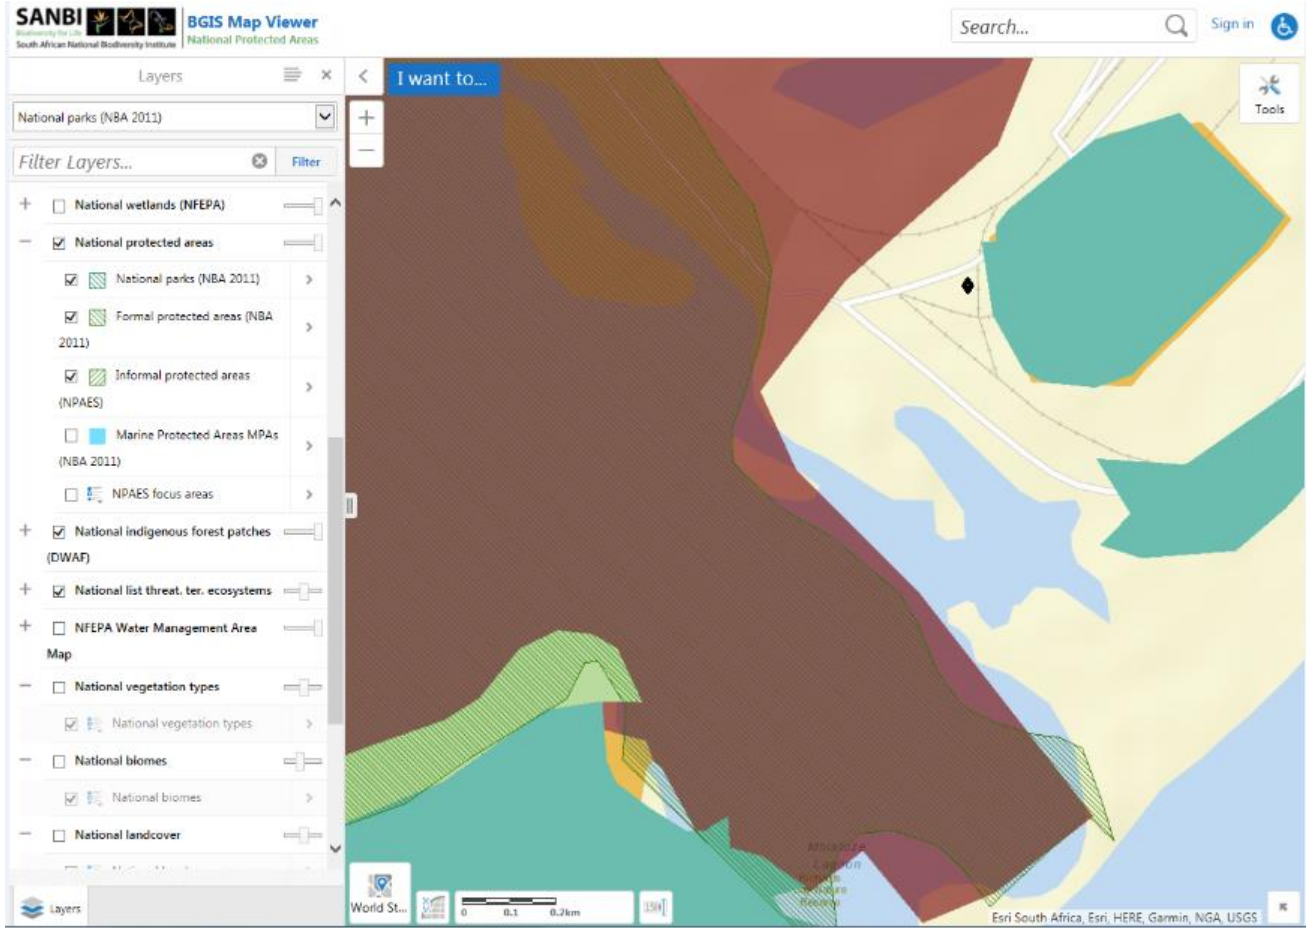 SANBI
Biodiversity for Life
South African National Biodiversity Institute
BGIS Map Viewer
National Protected Areas
Search...
Sign in
Layers
I want to...
Tools
National parks (NBA 2011)
Filter Layers...
Filter
National wetlands (NFEPA)
National protected areas
National parks (NBA 2011)
Formal protected areas (NBA
2011)
Informal protected areas
(NPAES)
Marine Protected Areas MPAs
(NBA 2011)
NPAES focus areas
National indigenous forest patches
(DWAF)
National list threat. ter. ecosystems
NFEPA Water Management Area
Map
National vegetation types
National vegetation types
National biomes
National biomes
National landcover
Layers
World St...
0 0.1 0.2km
Lagoon
Nature
Reserve
Esri South Africa, Esri, HERE, Garmin, NGA, USGS